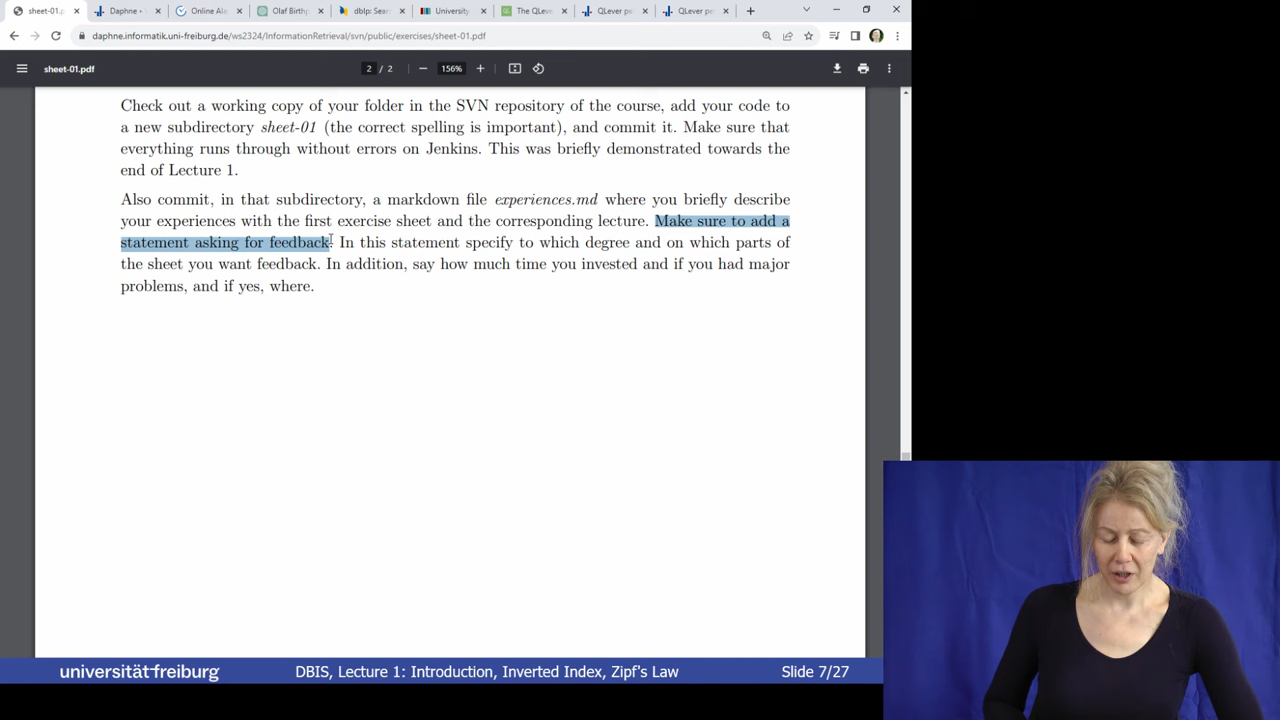 sheet-01.p
Daphne +
Online Ale
Olaf Birthp
dblp: Sear
University
The QLeve
QLever ps
QLever pe
daphne.informatik.uni-freiburg.de/ws2324/InformationRetrieval/svn/public/exercises/sheet-01.pdf
sheet-01.pdf
2 / 2
156%
Check out a working copy of your folder in the SVN repository of the course, add your code to
a new subdirectory sheet-01 (the correct spelling is important), and commit it. Make sure that
everything runs through without errors on Jenkins. This was briefly demonstrated towards the
end of Lecture 1.
Also commit, in that subdirectory, a markdown file experiences.md where you briefly describe
your experiences with the first exercise sheet and the corresponding lecture. Make sure to add a
statement asking for feedback. In this statement specify to which degree and on which parts of
the sheet you want feedback. In addition, say how much time you invested and if you had major
problems, and if yes, where.
universität freiburg
DBIS, Lecture 1: Introduction, Inverted Index, Zipf's Law
Slide 7/27